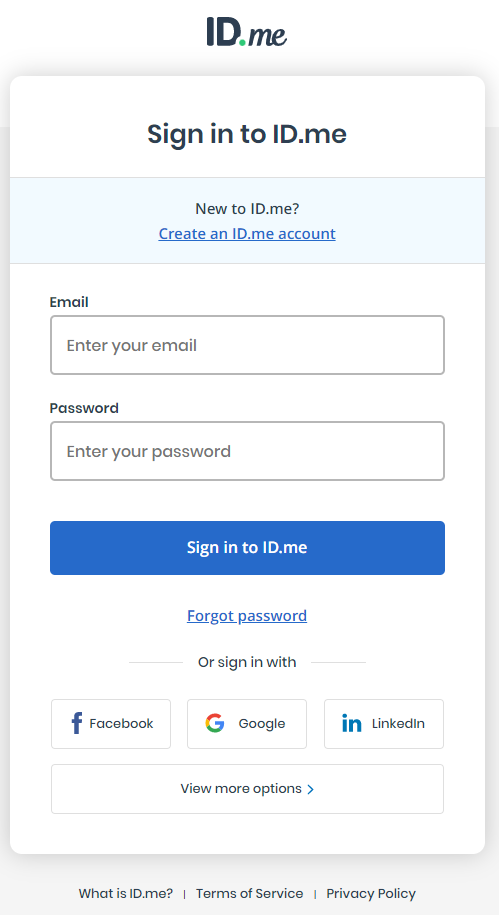 ID.me
Sign in to ID.me
New to ID.me?
Create an ID.me account
Email
Enter your email
Password
Enter your password
Sign in to ID.me
Forgot password
Or sign in with
Facebook Google LinkedIn
View more options >
What is ID.me? | Terms of Service | Privacy Policy